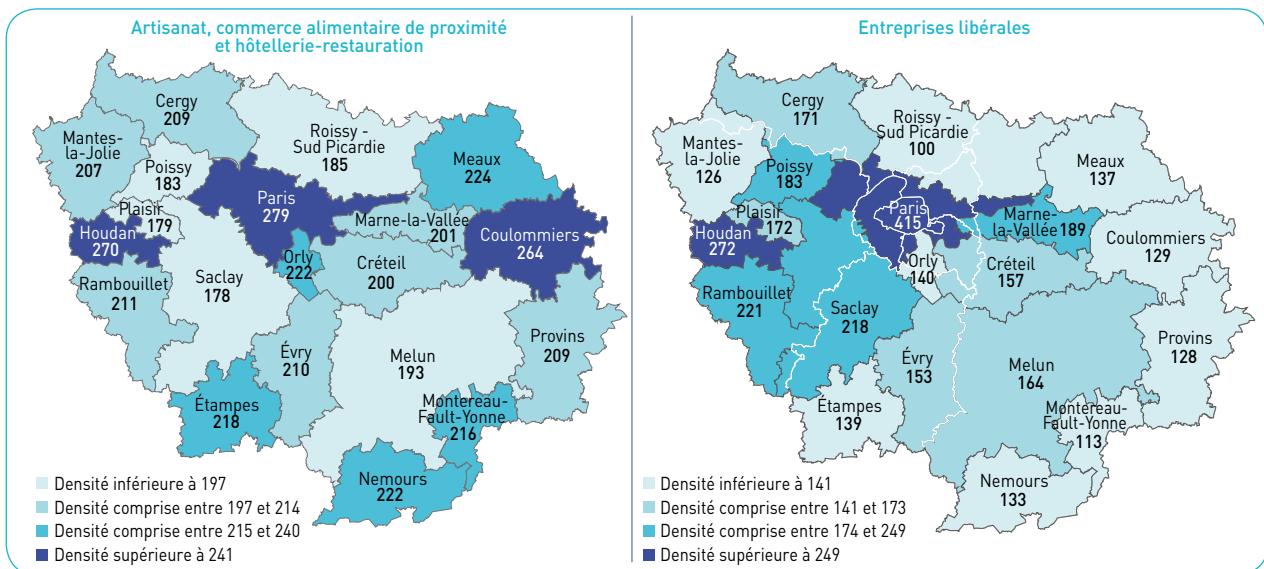 Artisanat, commerce alimentaire de proximité
et hôtellerie-restauration
Cergy
209
Mantes-
la-Jolie
207
Poissy
183
Roissy -
Sud Picardie
185
Meaux
224
Paris
279
Plaisir
179
Marne-la-Vallée
201
Houdan
270
Coulommiers
264
Orly
222
Créteil
200
Saclay
178
Rambouillet
211
Provins
209
Évry
210
Melun
193
Étampes
218
Montereau-
Fault-Yonne
216
Nemours
222
Densité inférieure à 197
Densité comprise entre 197 et 214
Densité comprise entre 215 et 240
Densité supérieure à 241
Entreprises libérales
Cergy
171
Roissy -
Sud Picardie
100
Mantes-
la-Jolie
126
Poissy
183
Meaux
137
Paris
415
Plaisir
172
Marne-
la-Vallée 189
Houdan
272
Coulommiers
129
Orly
140
Créteil
157
Rambouillet
221
Saclay
218
Provins
128
Évry
153
Melun
164
Étampes
139
Montereau-
Fault-Yonne
113
Nemours
133
Densité inférieure à 141
Densité comprise entre 141 et 173
Densité comprise entre 174 et 249
Densité supérieure à 249